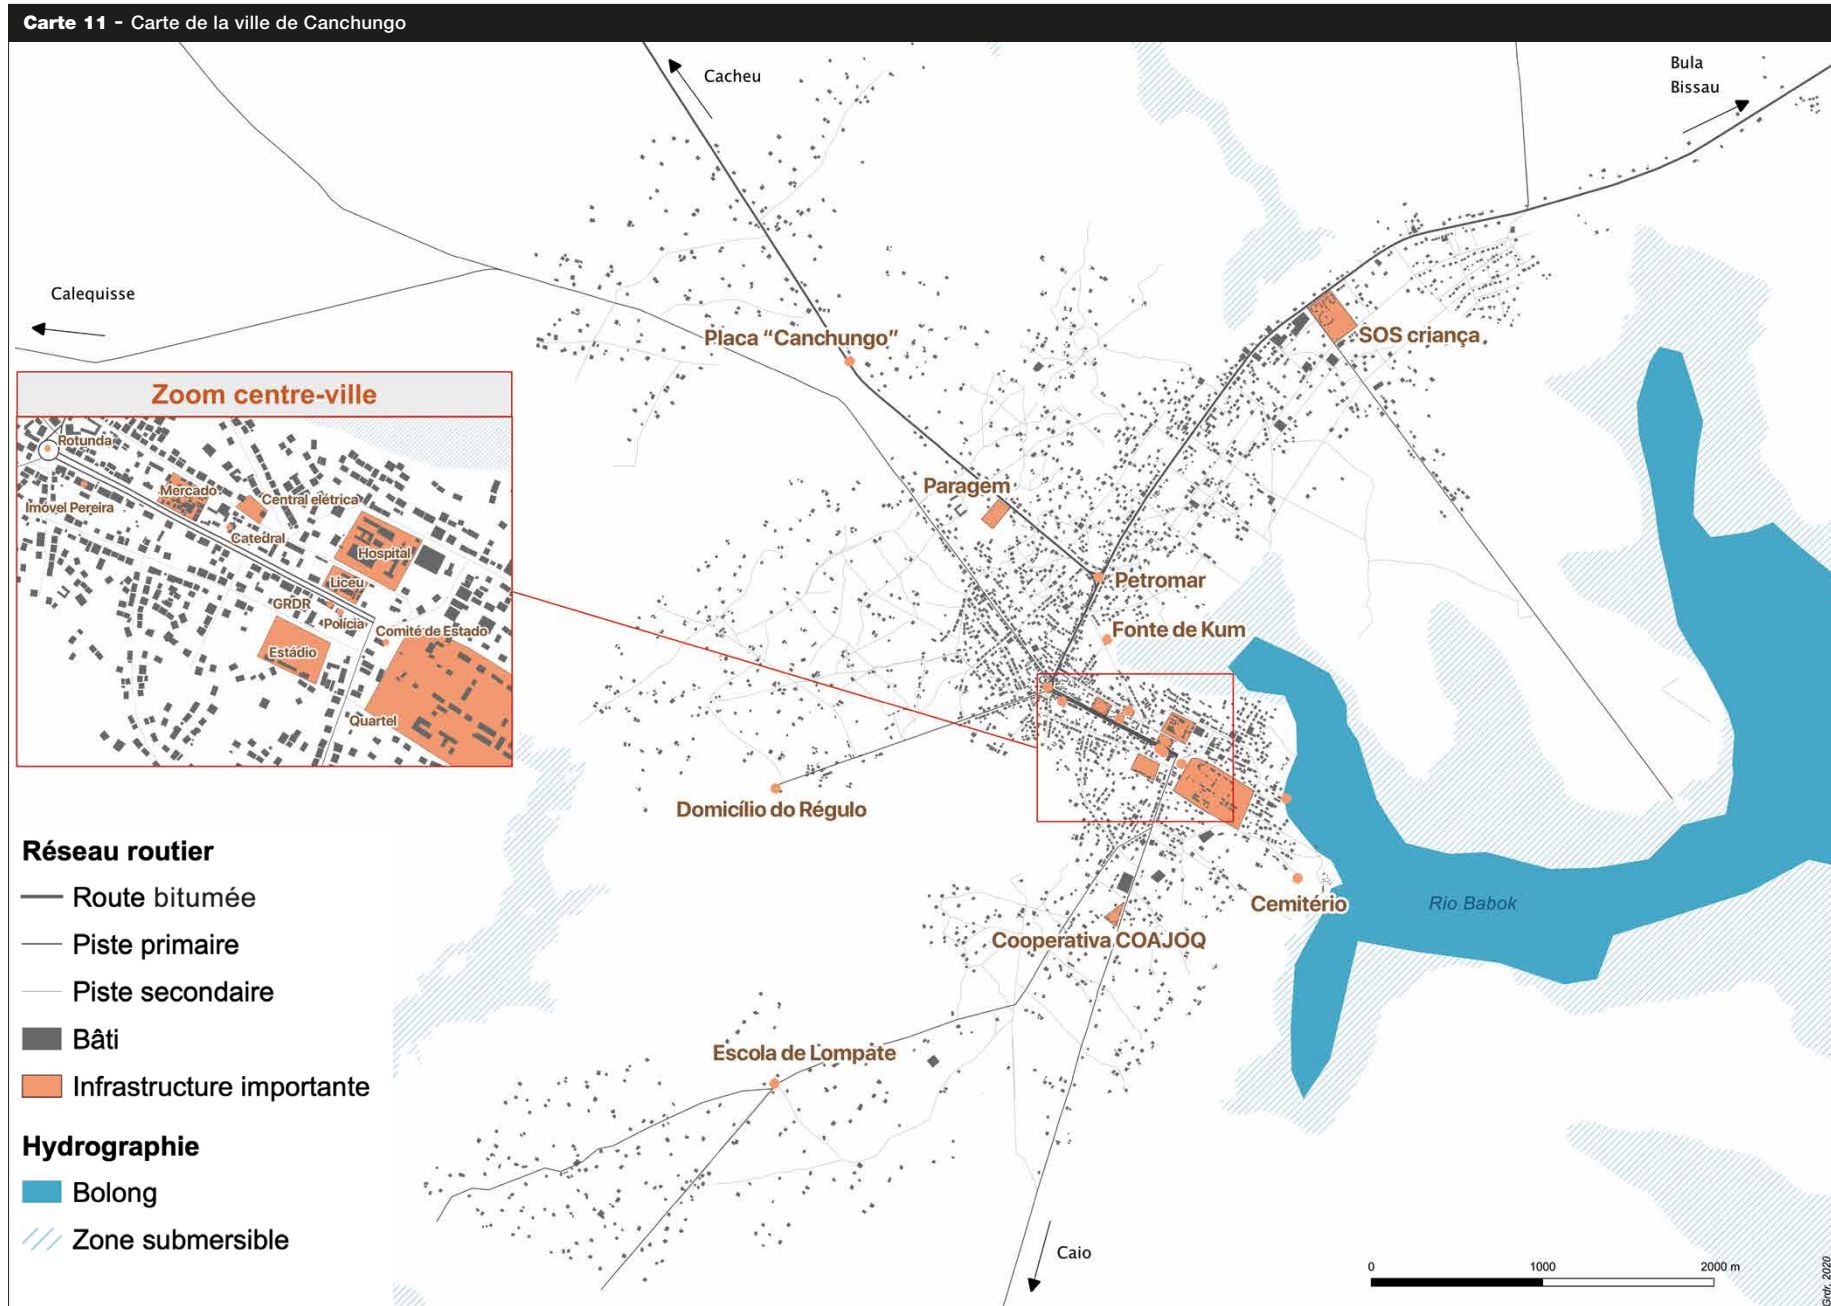 Carte 11 - Carte de la ville de Canchungo
Cacheu
Bula
Bissau
Calequisse
Placa “Canchungo”
SOS criança
Zoom centre-ville
Rotunda
Mercado
Central elétrica
Imóvel Pereira
Catedral
Hospital
Liceu
GRDR
Polícia
Comité de Estado
Estádio
Quartel
Paragem
Petromar
Fonte de Kum
Domicílio do Régulo
Cemitério
Rio Babok
Cooperativa COAJOQ
Escola de Lompate
Caio
Réseau routier
Route bitumée
Piste primaire
Piste secondaire
Bâti
Infrastructure importante
Hydrographie
Bolong
Zone submersible
0 1000 2000 m
Grdr, 2020